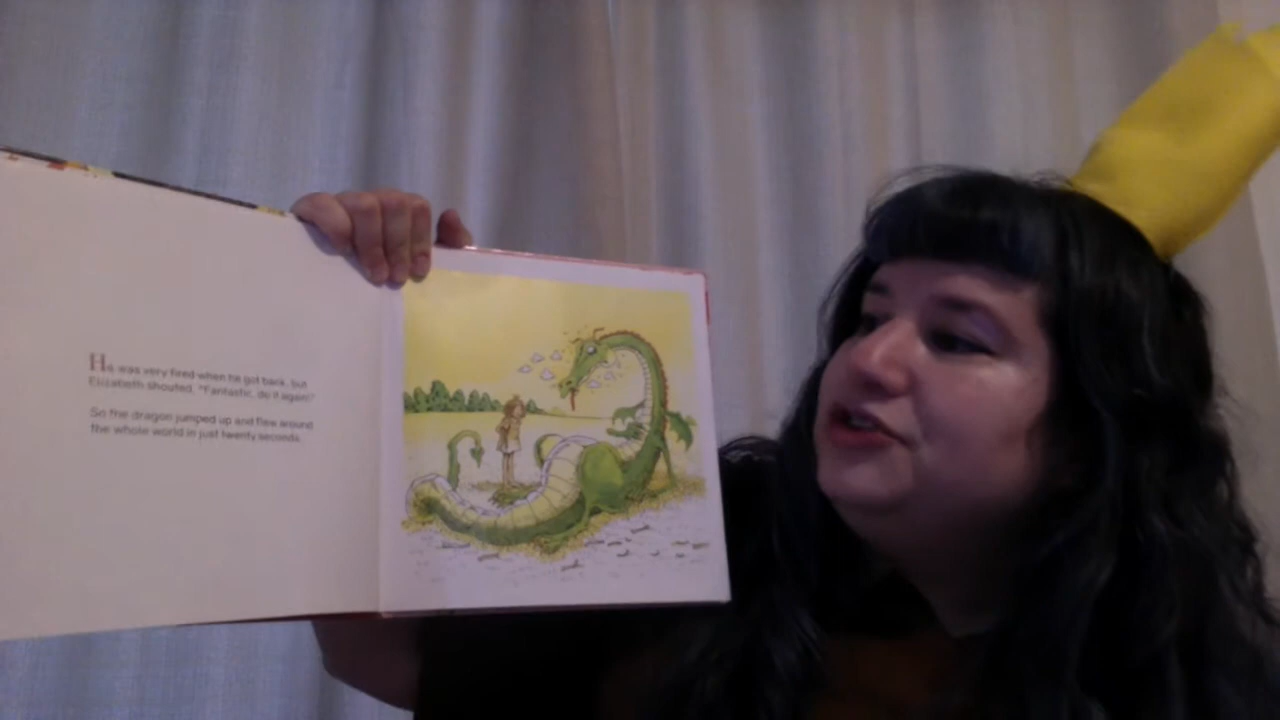 He was very tired when he got back, but
Elizabeth shouted, "Fantastic, do it again!"
So the dragon jumped up and flew around
the whole world in just twenty seconds.